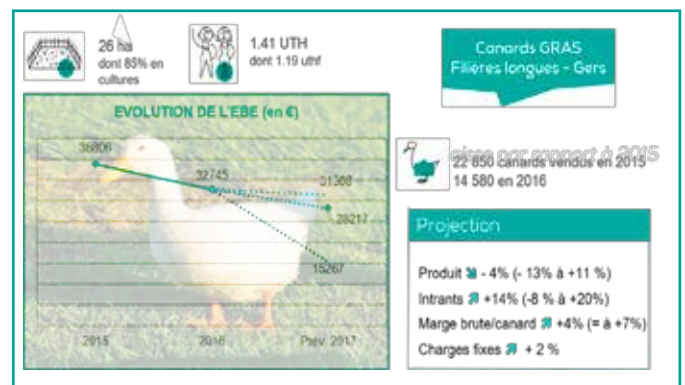 26 ha
dont 85% en
cultures
1.41 UTH
dont 1.19 uthf
Canards GRAS
Filières longues - Gers
EVOLUTION DE L'EBE (en €)
38806
32745
31308
28217
15267
2015
2016
Prév. 2017
par rapport à 2015
22 850 canards vendus en 2015
14 580 en 2016
Projection
Produit - 4% (- 13% à +11 %)
Intrants +14% (-8 % à +20%)
Marge brute/canard +4% (= à +7%)
Charges fixes + 2 %